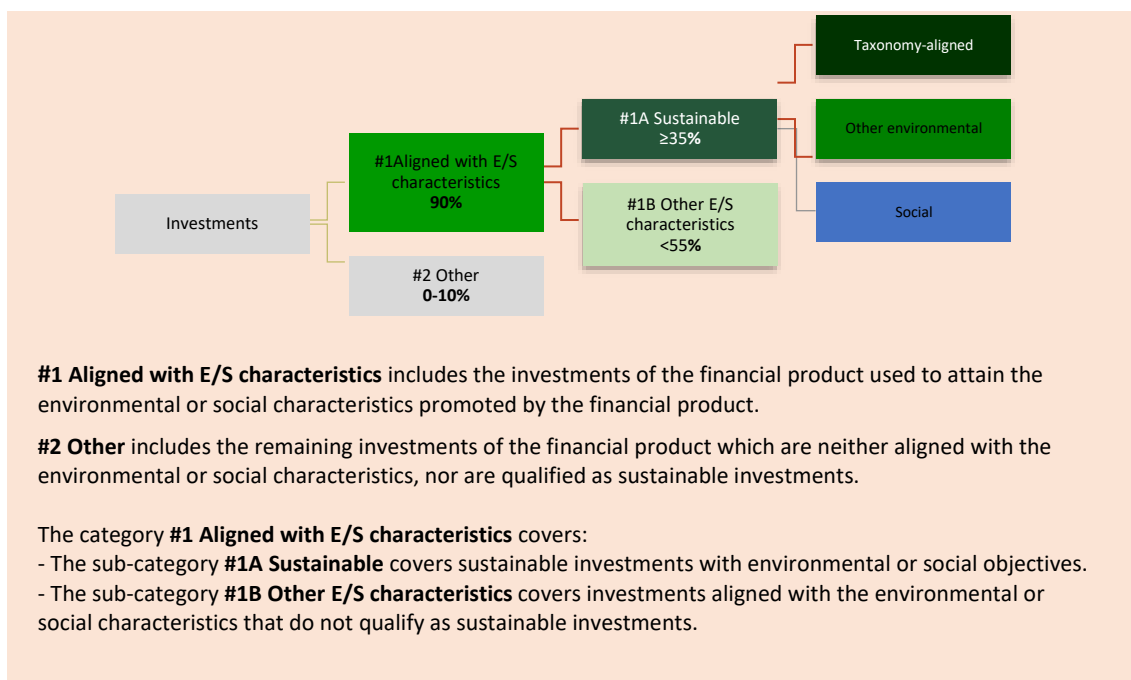 Taxonomy-aligned
#1A Sustainable
≥35%
Other environmental
#1Aligned with E/S
characteristics
90%
#1B Other E/S
characteristics
<55%
Social
Investments
#2 Other
0-10%
#1 Aligned with E/S characteristics includes the investments of the financial product used to attain the
environmental or social characteristics promoted by the financial product.
#2 Other includes the remaining investments of the financial product which are neither aligned with the
environmental or social characteristics, nor are qualified as sustainable investments.
The category #1 Aligned with E/S characteristics covers:
- The sub-category #1A Sustainable covers sustainable investments with environmental or social objectives.
- The sub-category #1B Other E/S characteristics covers investments aligned with the environmental or
social characteristics that do not qualify as sustainable investments.